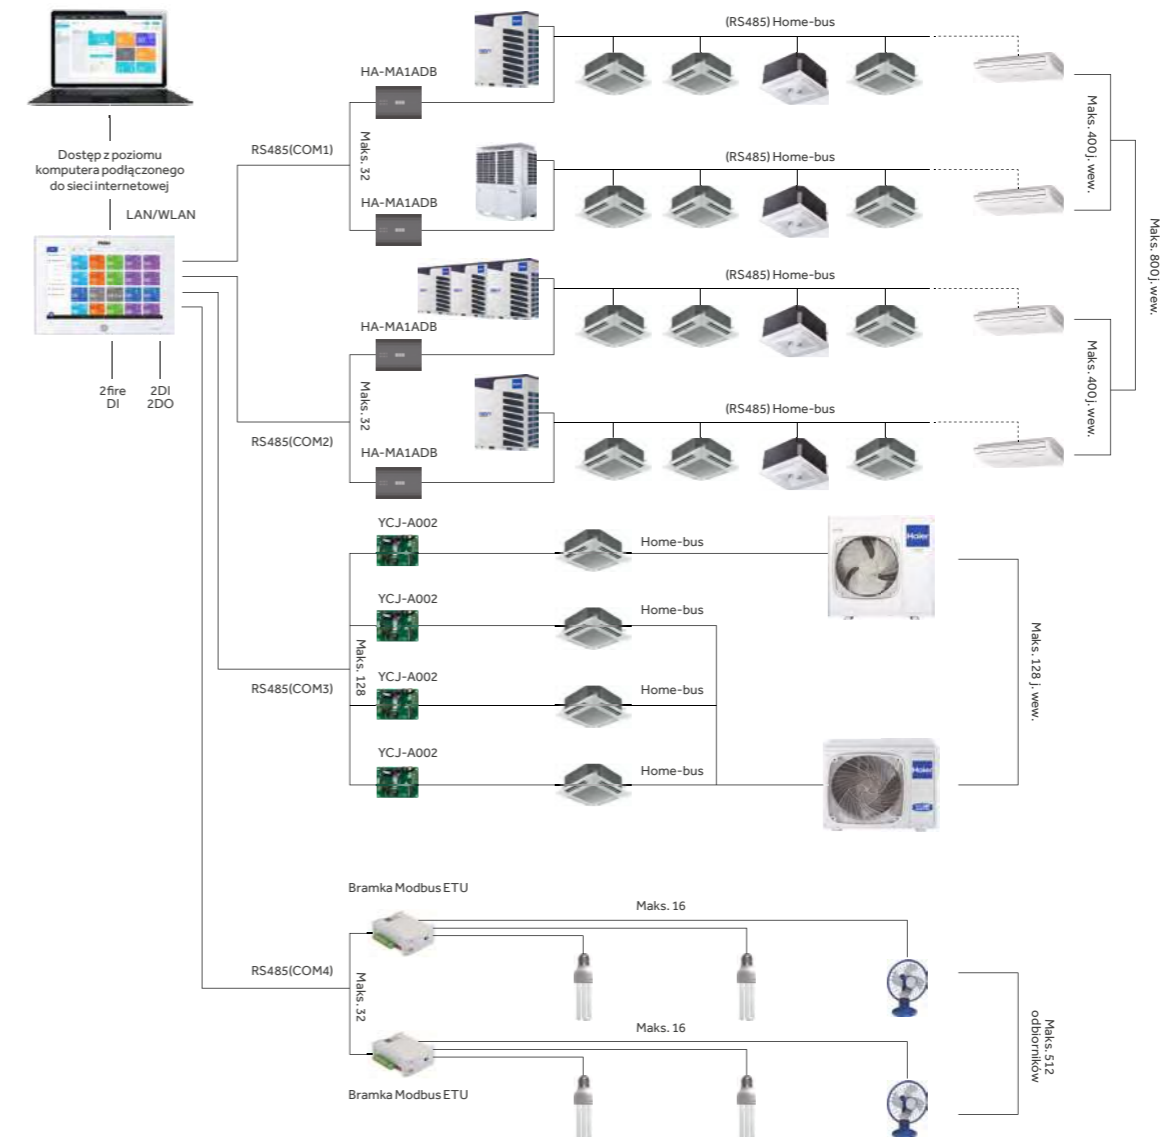 (RS485) Home-bus
HA-MA1ADB
Maks. 32
RS485(COM1)
Dostęp z poziomu
komputera podłączonego
do sieci internetowej
LAN/WLAN
HA-MA1ADB
(RS485) Home-bus
Maks. 400 j. wew.
Maks. 800 j. wew.
(RS485) Home-bus
HA-MA1ADB
2fire
DI
2DI
2DO
Maks. 32
RS485(COM2)
(RS485) Home-bus
HA-MA1ADB
Maks. 400 j. wew.
YCJ-A002
Home-bus
Haier
YCJ-A002
Home-bus
Maks. 128
RS485(COM3)
YCJ-A002
Home-bus
Maks. 128 j. wew.
YCJ-A002
Home-bus
Haier
Bramka Modbus ETU
Maks. 16
RS485(COM4)
Maks. 32
Maks. 16
Bramka Modbus ETU
Maks. 512
odbiorników